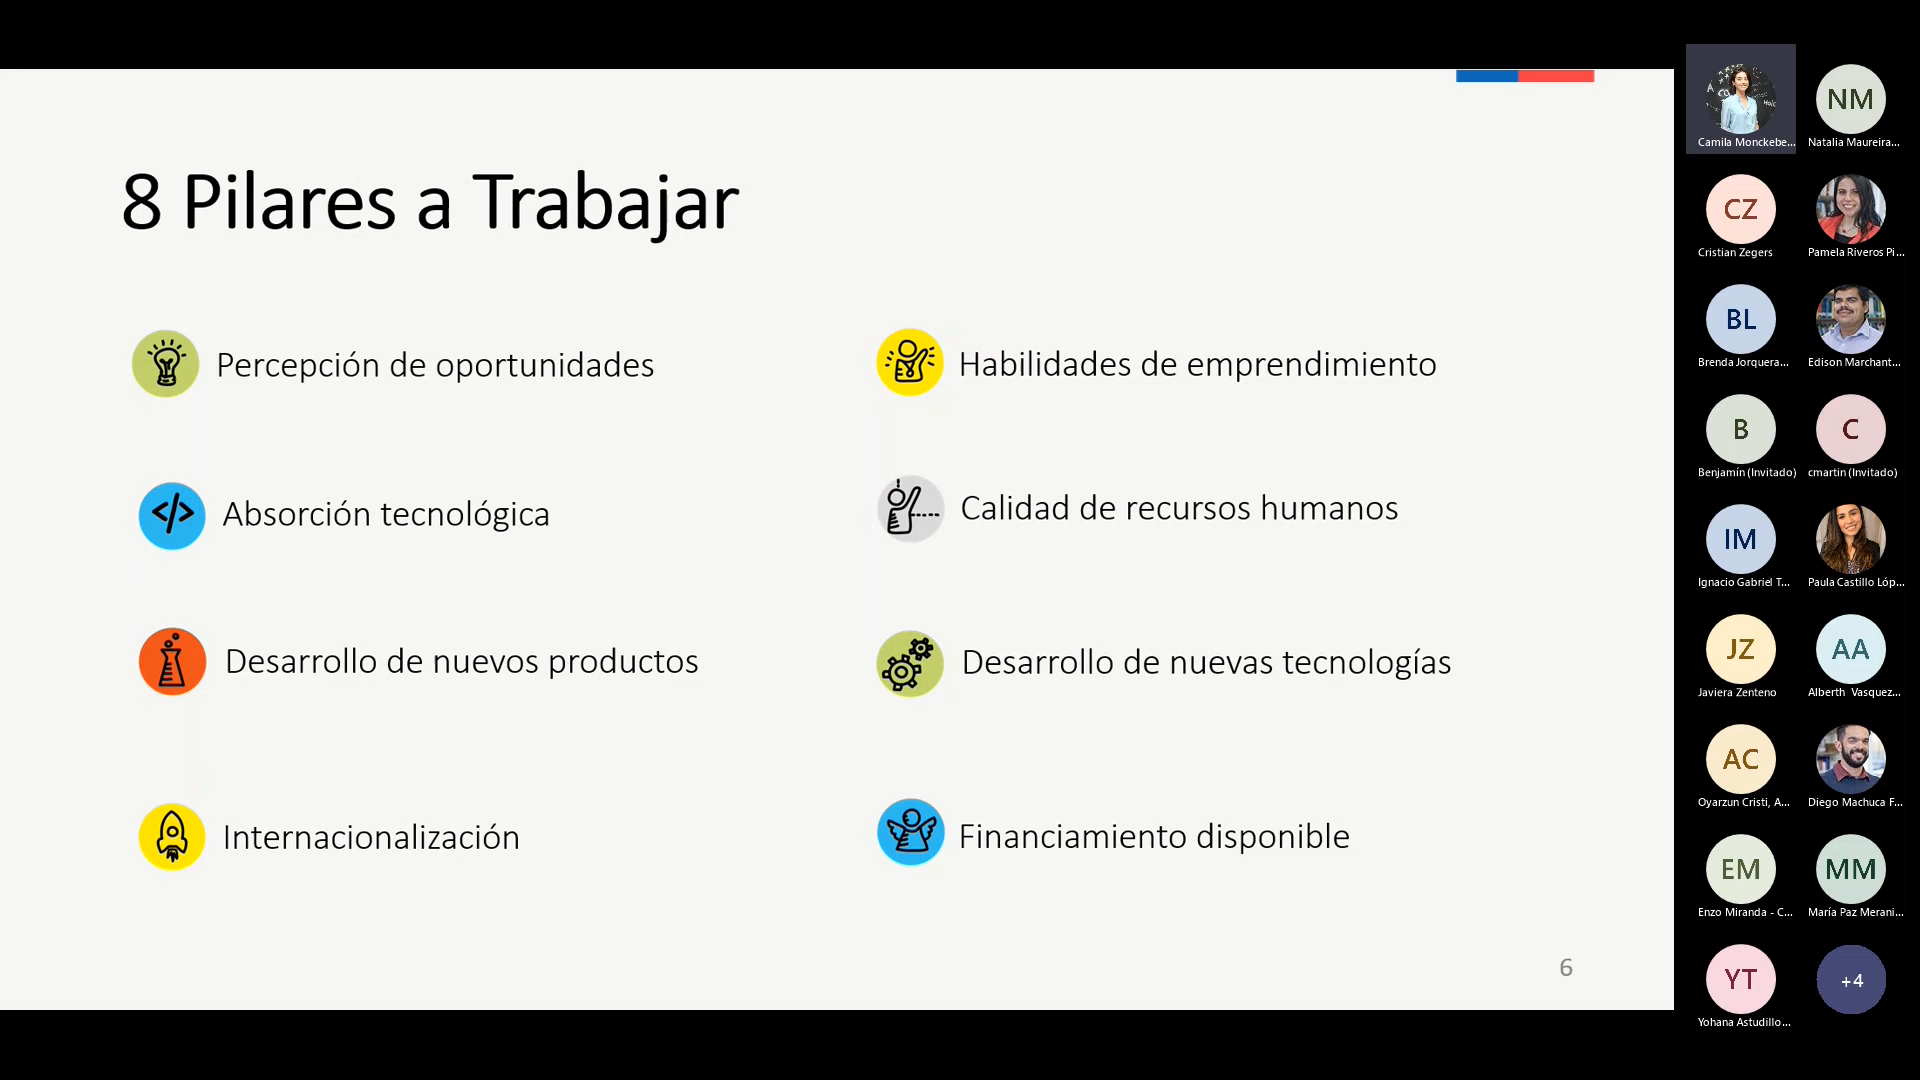 8 Pilares a Trabajar
Percepción de oportunidades
Habilidades de emprendimiento
Absorción tecnológica
Calidad de recursos humanos
Desarrollo de nuevos productos
Desarrollo de nuevas tecnologías
Internacionalización
Financiamiento disponible
6
Camila Monckebe...
NM
Natalia Maureira...
CZ
Cristian Zegers
Pamela Riveros Pi...
BL
Brenda Jorquera...
Edison Marchant...
B
Benjamín (Invitado)
C
cmartin (Invitado)
IM
Ignacio Gabriel T...
Paula Castillo Lóp...
JZ
Javiera Zenteno
AA
Alberth Vasquez...
AC
Oyarzun Cristi, A...
Diego Machuca F...
EM
Enzo Miranda - C...
MM
María Paz Merani...
YT
Yohana Astudillo...
+4